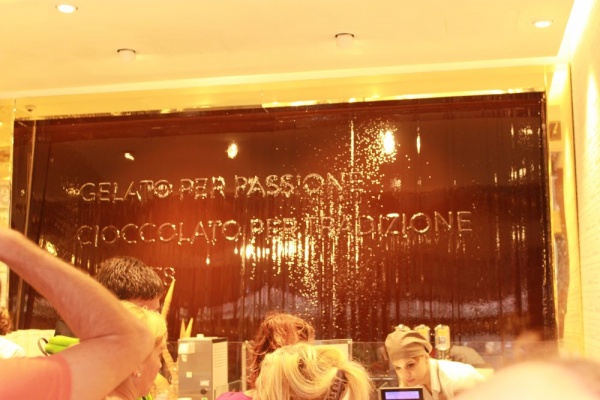 GELATO PER PASSIONE
CIOCCOLATO PER TRADIZIONE